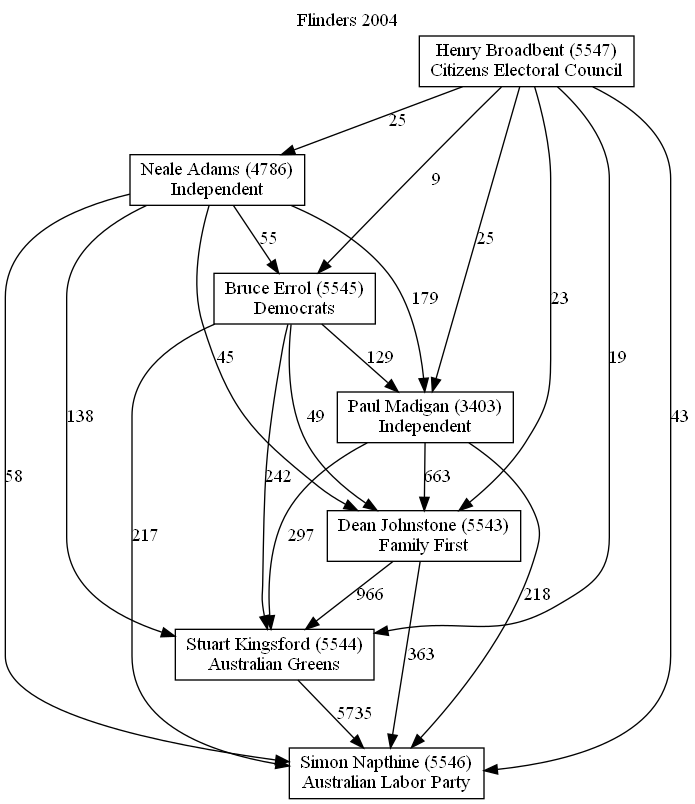 Flinders 2004
Henry Broadbent (5547)
Citizens Electoral Council
25
Neale Adams (4786)
Independent
9
25
55
Bruce Errol (5545)
Democrats
179
23
45
129
19
Paul Madigan (3403)
Independent
138
49
43
58
242
663
217
297
Dean Johnstone (5543)
Family First
966
218
Stuart Kingsford (5544)
Australian Greens
363
5735
Simon Napthine (5546)
Australian Labor Party